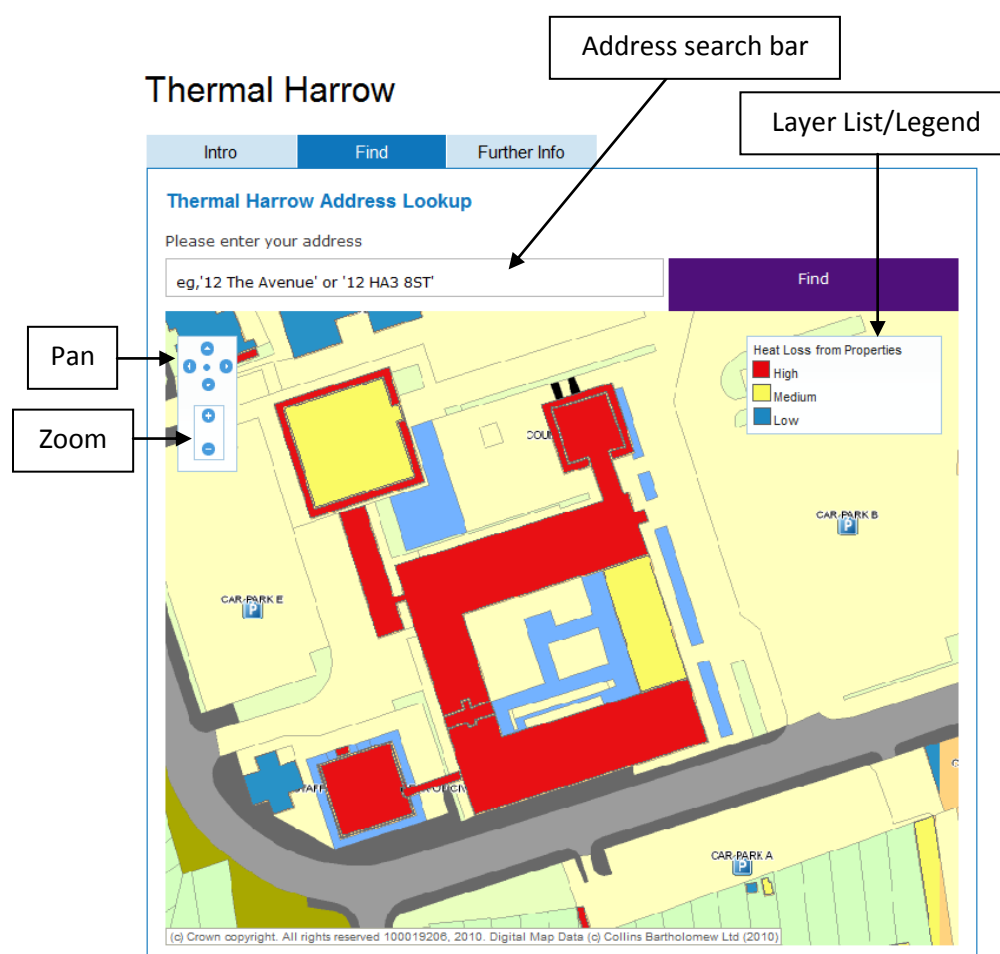 Address search bar
Thermal Harrow
Layer List/Legend
Intro
Find
Further Info
Thermal Harrow Address Lookup
Please enter your address
eg,'12 The Avenue' or '12 HA3 8ST'
Find
Pan
Zoom
Heat Loss from Properties
High
Medium
Low
CAR-PARK B
CAR-PARK E
CAR-PARK A
(c) Crown copyright. All rights reserved 100019206, 2010. Digital Map Data (c) Collins Bartholomew Ltd (2010)